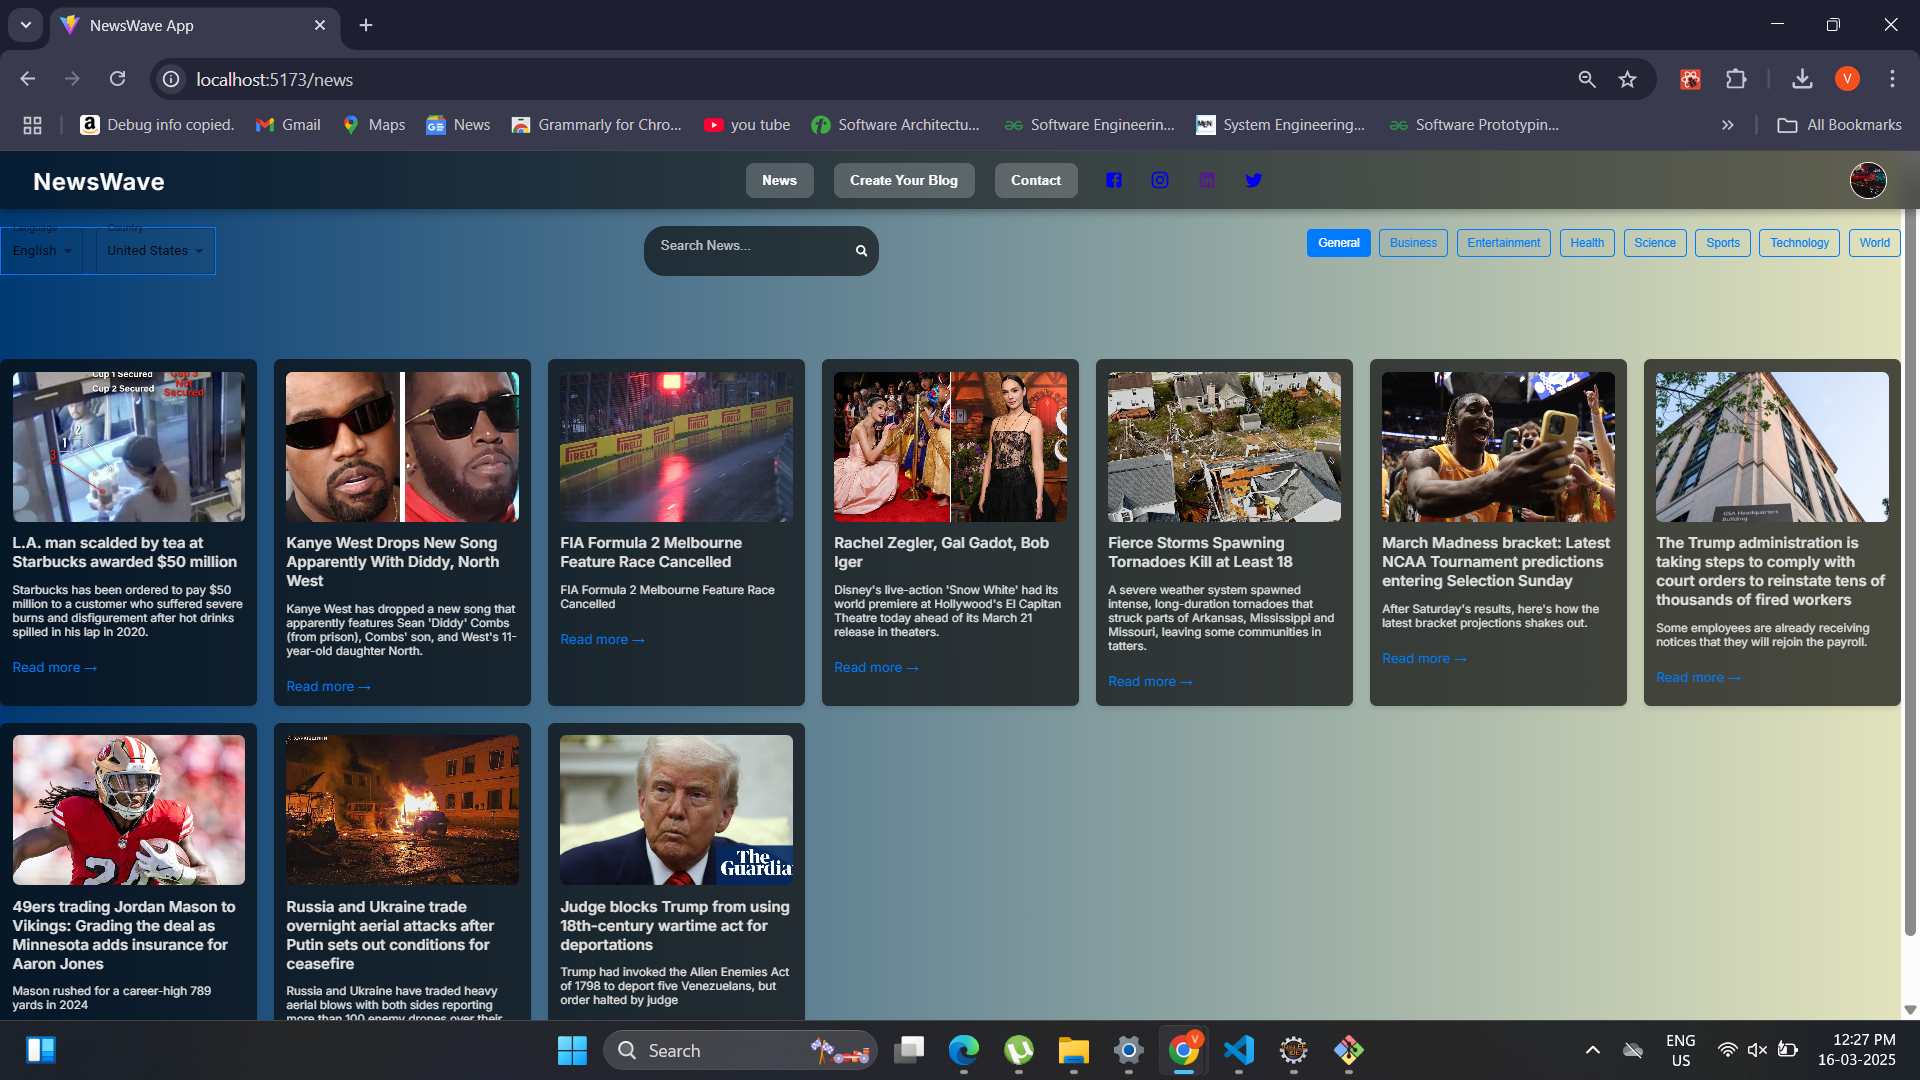 NewsWave App
localhost:5173/news
V
Debug info copied.
Gmail
Maps
News
Grammarly for Chro...
you tube
Software Architectu...
Software Engineerin...
System Engineering...
Software Prototypin...
All Bookmarks
NewsWave
News
Create Your Blog
Contact
Language
English
Country
United States
Search News...
General
Business
Entertainment
Health
Science
Sports
Technology
World
Cup 1 Secured
Cup 2 Secured
Cup 3
Not
Secured
1
2
3
L.A. man scalded by tea at
Starbucks awarded $50 million
Starbucks has been ordered to pay $50
million to a customer who suffered severe
burns and disfigurement after hot drinks
spilled in his lap in 2020.
Read more →
Kanye West Drops New Song
Apparently With Diddy, North
West
Kanye West has dropped a new song that
apparently features Sean 'Diddy' Combs
(from prison), Combs' son, and West's 11-
year-old daughter North.
Read more →
PIRELLI
PIRELLI
PIRELLI
FIA Formula 2 Melbourne
Feature Race Cancelled
FIA Formula 2 Melbourne Feature Race
Cancelled
Read more →
Rachel Zegler, Gal Gadot, Bob
Iger
Disney's live-action 'Snow White' had its
world premiere at Hollywood's El Capitan
Theatre today ahead of its March 21
release in theaters.
Read more →
Fierce Storms Spawning
Tornadoes Kill at Least 18
A severe weather system spawned
intense, long-duration tornadoes that
struck parts of Arkansas, Mississippi and
Missouri, leaving some communities in
tatters.
Read more →
March Madness bracket: Latest
NCAA Tournament predictions
entering Selection Sunday
After Saturday's results, here's how the
latest bracket projections shakes out.
Read more →
GSA Headquarters
Building
The Trump administration is
taking steps to comply with
court orders to reinstate tens of
thousands of fired workers
Some employees are already receiving
notices that they will rejoin the payroll.
Read more →
49ers trading Jordan Mason to
Vikings: Grading the deal as
Minnesota adds insurance for
Aaron Jones
Mason rushed for a career-high 789
yards in 2024
Russia and Ukraine trade
overnight aerial attacks after
Putin sets out conditions for
ceasefire
Russia and Ukraine have traded heavy
aerial blows with both sides reporting
more than 100 enemy drones over their
The
Guardia
Judge blocks Trump from using
18th-century wartime act for
deportations
Trump had invoked the Alien Enemies Act
of 1798 to deport five Venezuelans, but
order halted by judge
Search
V
ENG
US
12:27 PM
16-03-2025